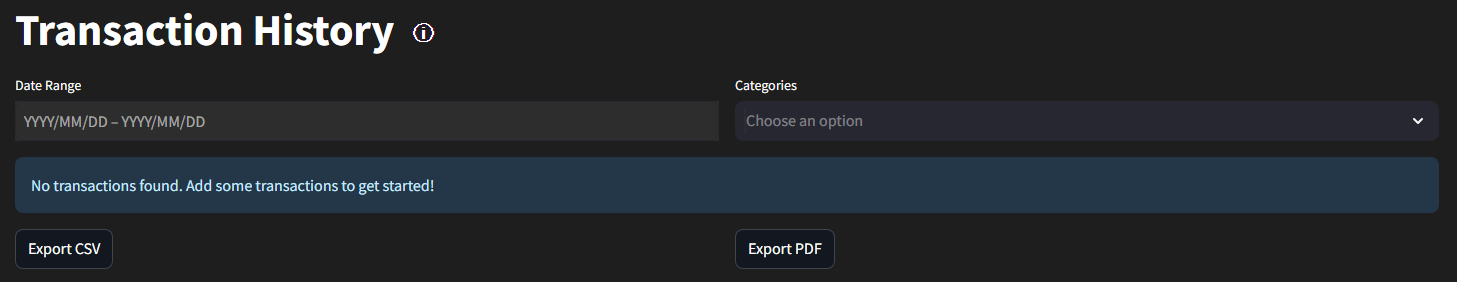 Transaction History
Date Range
Categories
YYYY/MM/DD – YYYY/MM/DD
Choose an option
No transactions found. Add some transactions to get started!
Export CSV
Export PDF